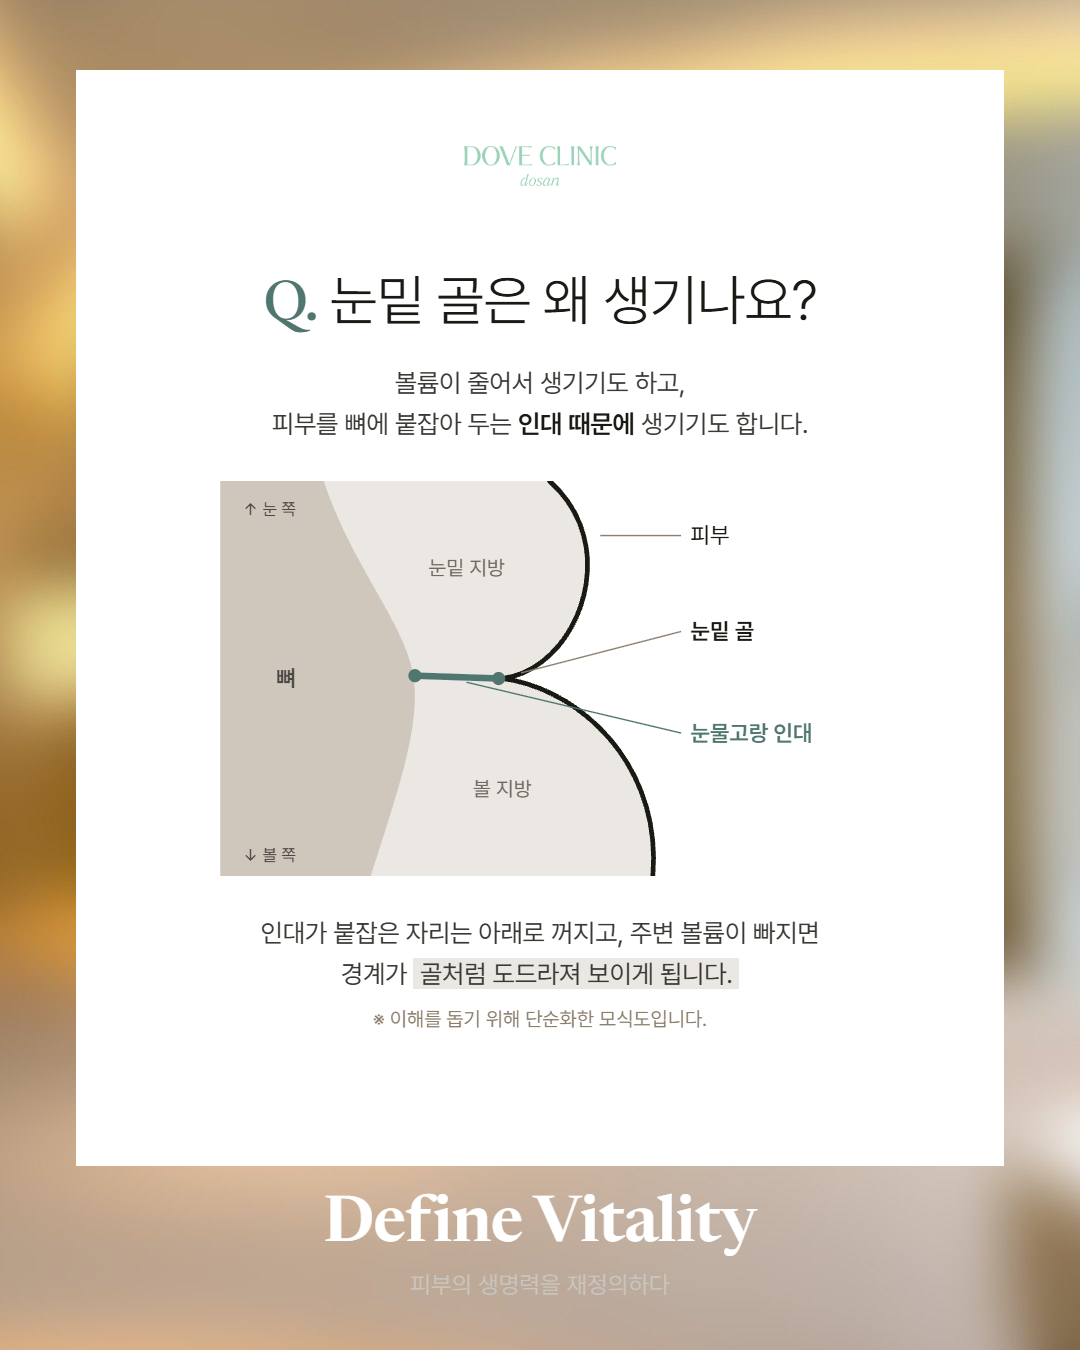 DOVE CLINIC
dosan
Q. 눈밑 골은 왜 생기나요?
볼륨이 줄어서 생기기도 하고,
피부를 뼈에 붙잡아 두는 인대 때문에 생기기도 합니다.
↑ 눈 쪽
피부
눈밑 지방
눈밑 골
뼈
눈물고랑 인대
볼 지방
↓ 볼 쪽
인대가 붙잡은 자리는 아래로 꺼지고, 주변 볼륨이 빠지면
경계가 골처럼 도드라져 보이게 됩니다.
※ 이해를 돕기 위해 단순화한 모식도입니다.
Define Vitality
피부의 생명력을 재정의하다